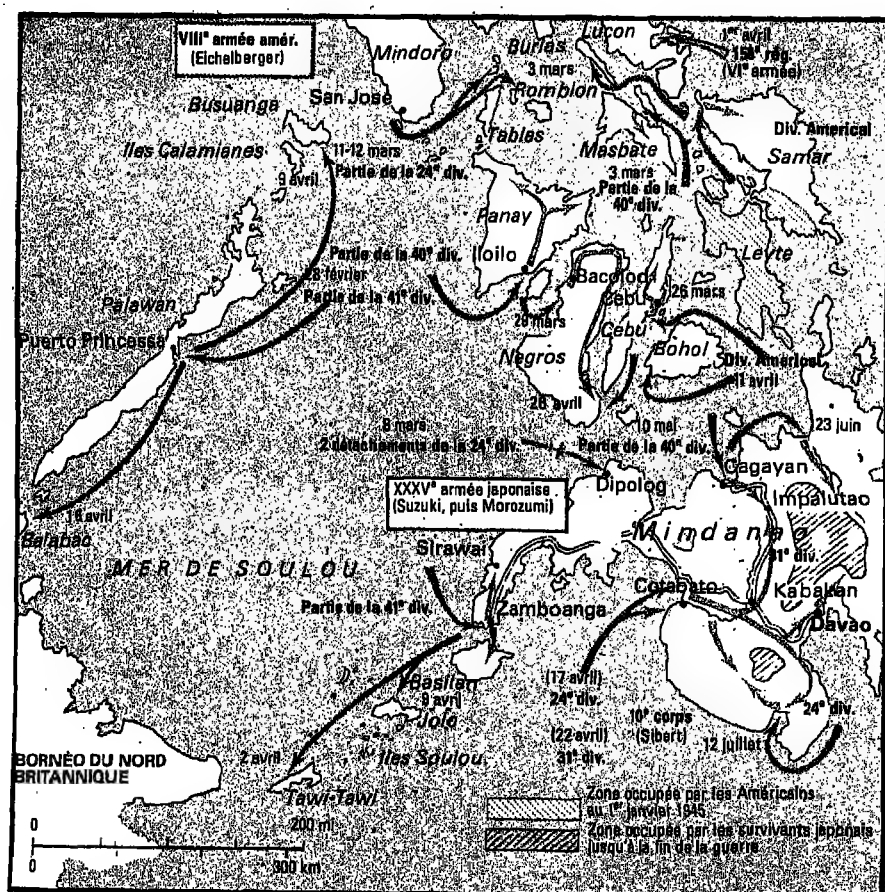 VIIIᵉ armée amér.
(Eichelberger)
Mindoro
Burias
3 mars
Romblon
Luçon
1ᵉʳ avril
158ᵉ rég.
(VIᵉ armée)
San José
Busuanga
Iles Calamianes
9 avril
11-12 mars
Partie de la 24ᵉ div.
Tablas
Masbate
3 mars
Partie de la
40ᵉ div.
Div. Americal
Samar
Panay
Iloilo
Partie de la 40ᵉ div.
28 février
Partie de la 41ᵉ div.
Palawan
Puerto Princessa
Bacolod
Cebu
Cebu
26 mars
Leyte
29 mars
Negros
Bohol
Div. Americal
11 avril
26 avril
8 mars
2 détachements de la 24ᵉ div.
10 mai
Partie de la 40ᵉ div.
23 juin
Cagayan
Dipolog
Impalutao
XXXVᵉ armée japonaise
(Suzuki, puis Morozumi)
Mindanao
31ᵉ div.
16 avril
Balabac
MER DE SOULOU
Sirawai
Cotabato
Kabakan
Davao
Partie de la 41ᵉ div.
Zamboanga
(17 avril)
24ᵉ div.
Basilan
9 avril
Jolo
(22 avril)
31ᵉ div.
10ᵉ corps
(Sibert)
24ᵉ div.
12 juillet
2 avril
Iles Soulou
Tawi-Tawi
BORNÉO DU NORD
BRITANNIQUE
Zone occupée par les Américains
au 1ᵉʳ janvier 1945
Zone occupée par les survivants japonais
jusqu'à la fin de la guerre
0 200 ml
0 300 km